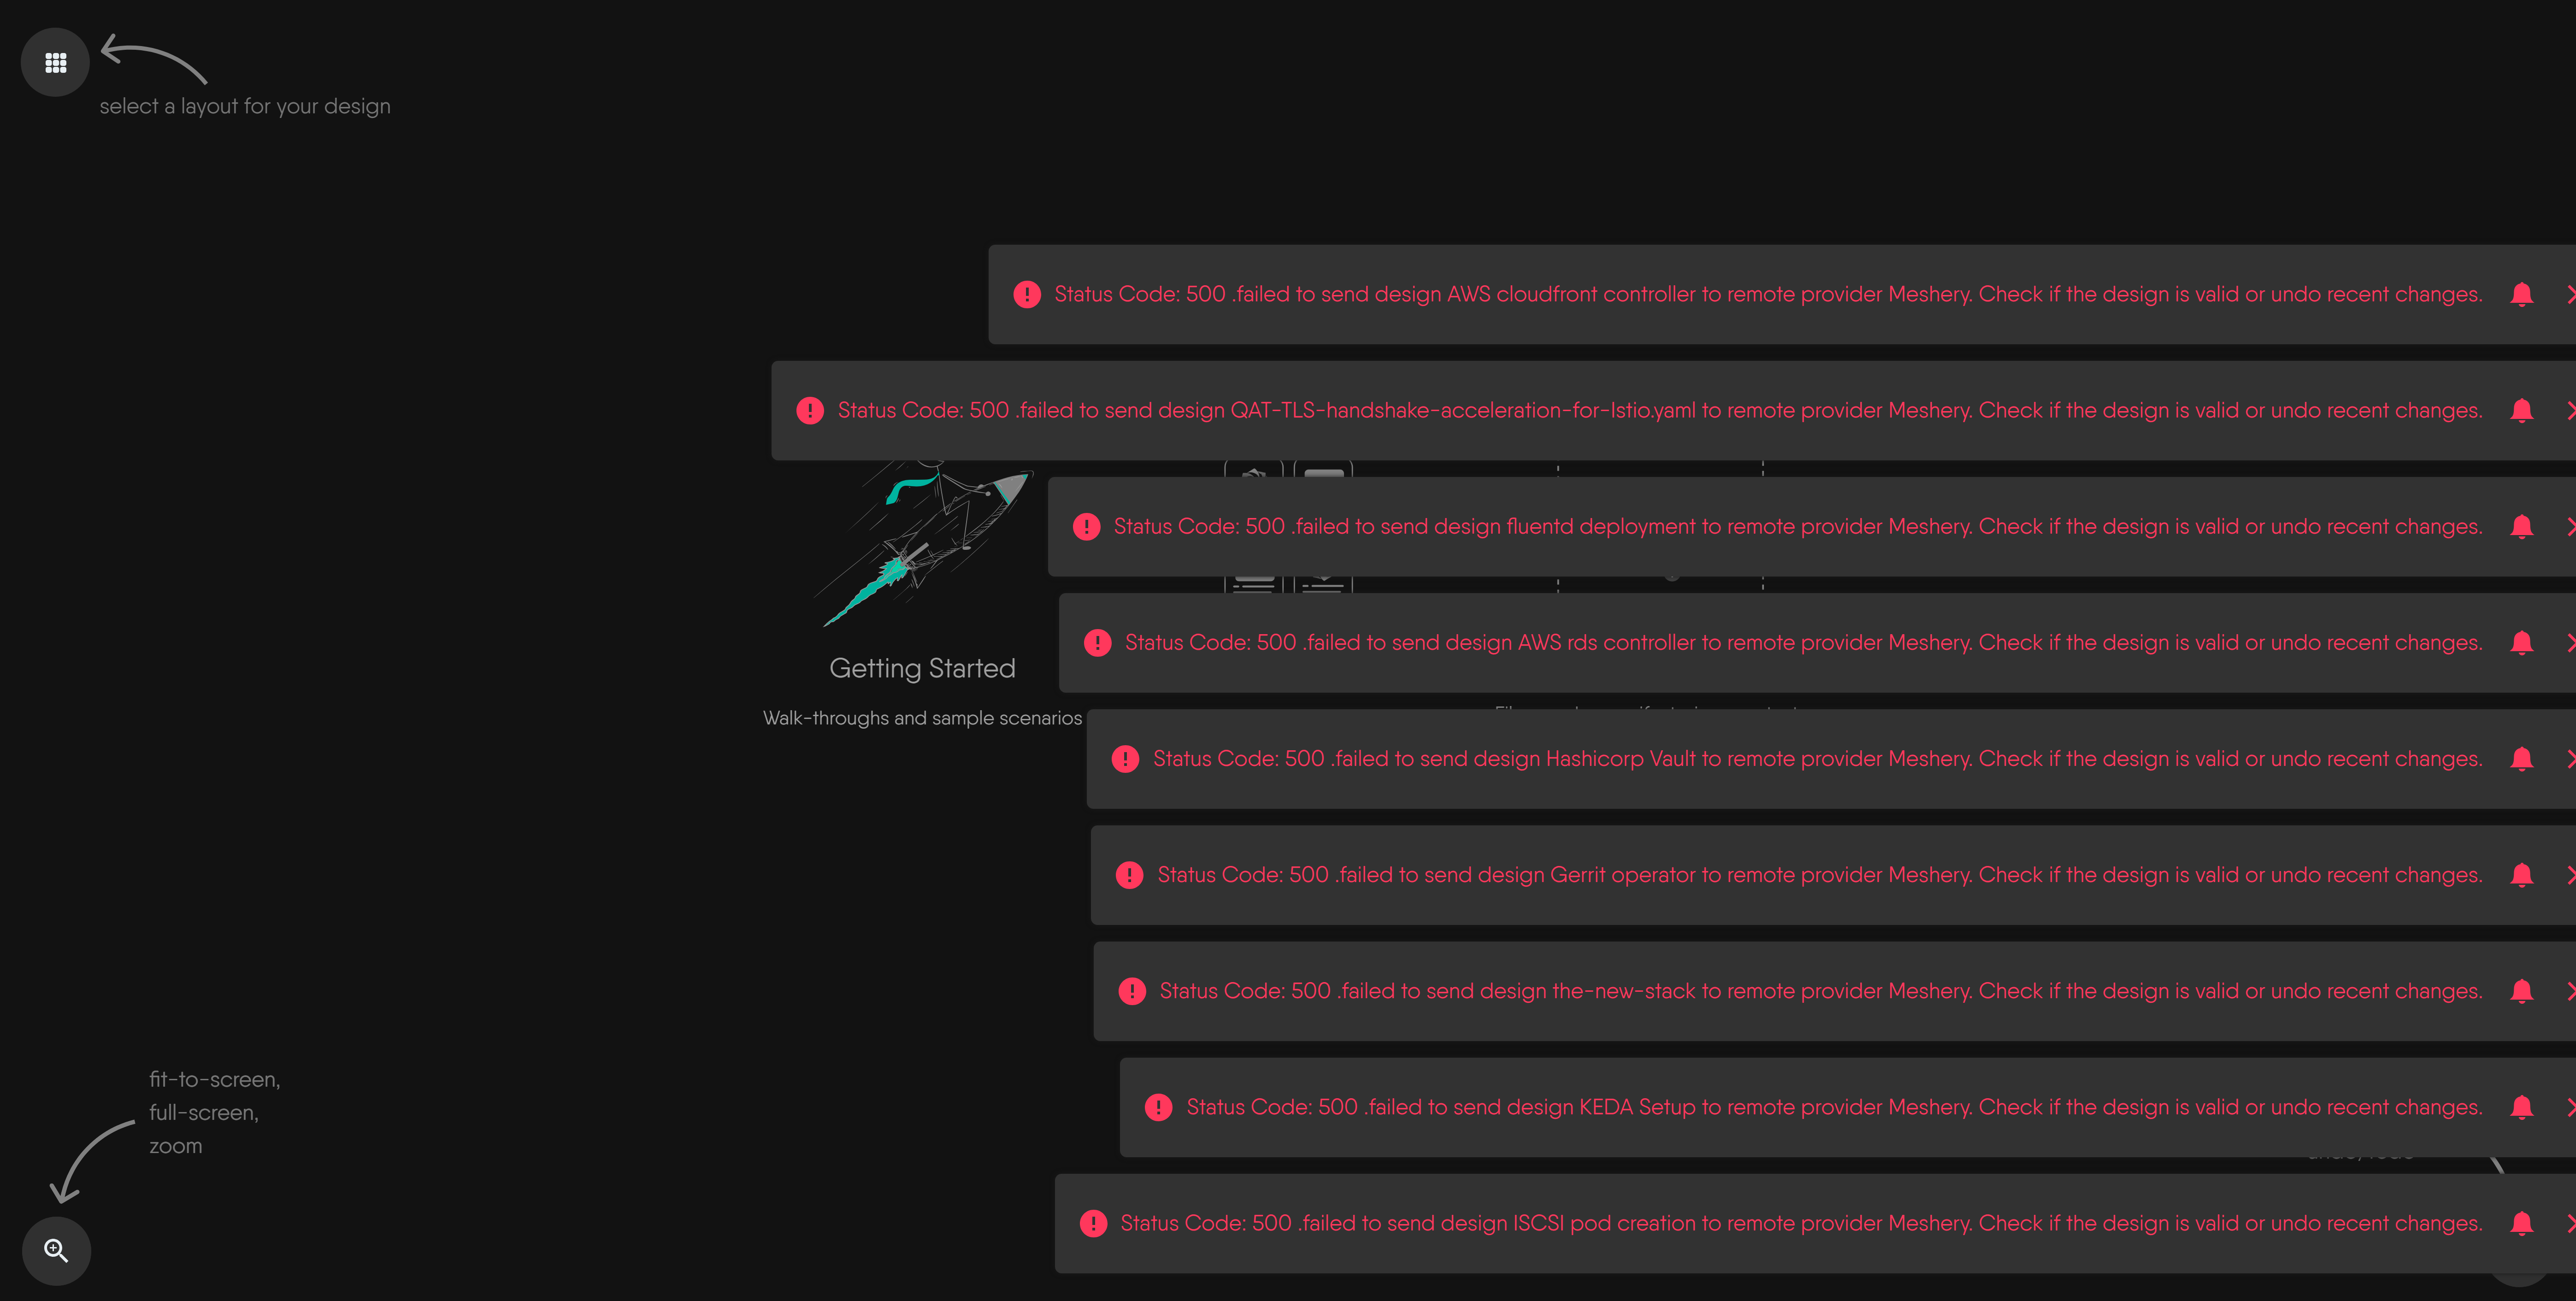 select a layout for your design
Status Code: 500 .failed to send design AWS cloudfront controller to remote provider Meshery. Check if the design is valid or undo recent changes.
Status Code: 500 .failed to send design QAT-TLS-handshake-acceleration-for-Istio.yaml to remote provider Meshery. Check if the design is valid or undo recent changes.
Status Code: 500 .failed to send design fluentd deployment to remote provider Meshery. Check if the design is valid or undo recent changes.
Status Code: 500 .failed to send design AWS rds controller to remote provider Meshery. Check if the design is valid or undo recent changes.
Getting Started
Walk-throughs and sample scenarios
Status Code: 500 .failed to send design Hashicorp Vault to remote provider Meshery. Check if the design is valid or undo recent changes.
Status Code: 500 .failed to send design Gerrit operator to remote provider Meshery. Check if the design is valid or undo recent changes.
Status Code: 500 .failed to send design the-new-stack to remote provider Meshery. Check if the design is valid or undo recent changes.
Status Code: 500 .failed to send design KEDA Setup to remote provider Meshery. Check if the design is valid or undo recent changes.
Status Code: 500 .failed to send design ISCSI pod creation to remote provider Meshery. Check if the design is valid or undo recent changes.
fit-to-screen,
full-screen,
zoom